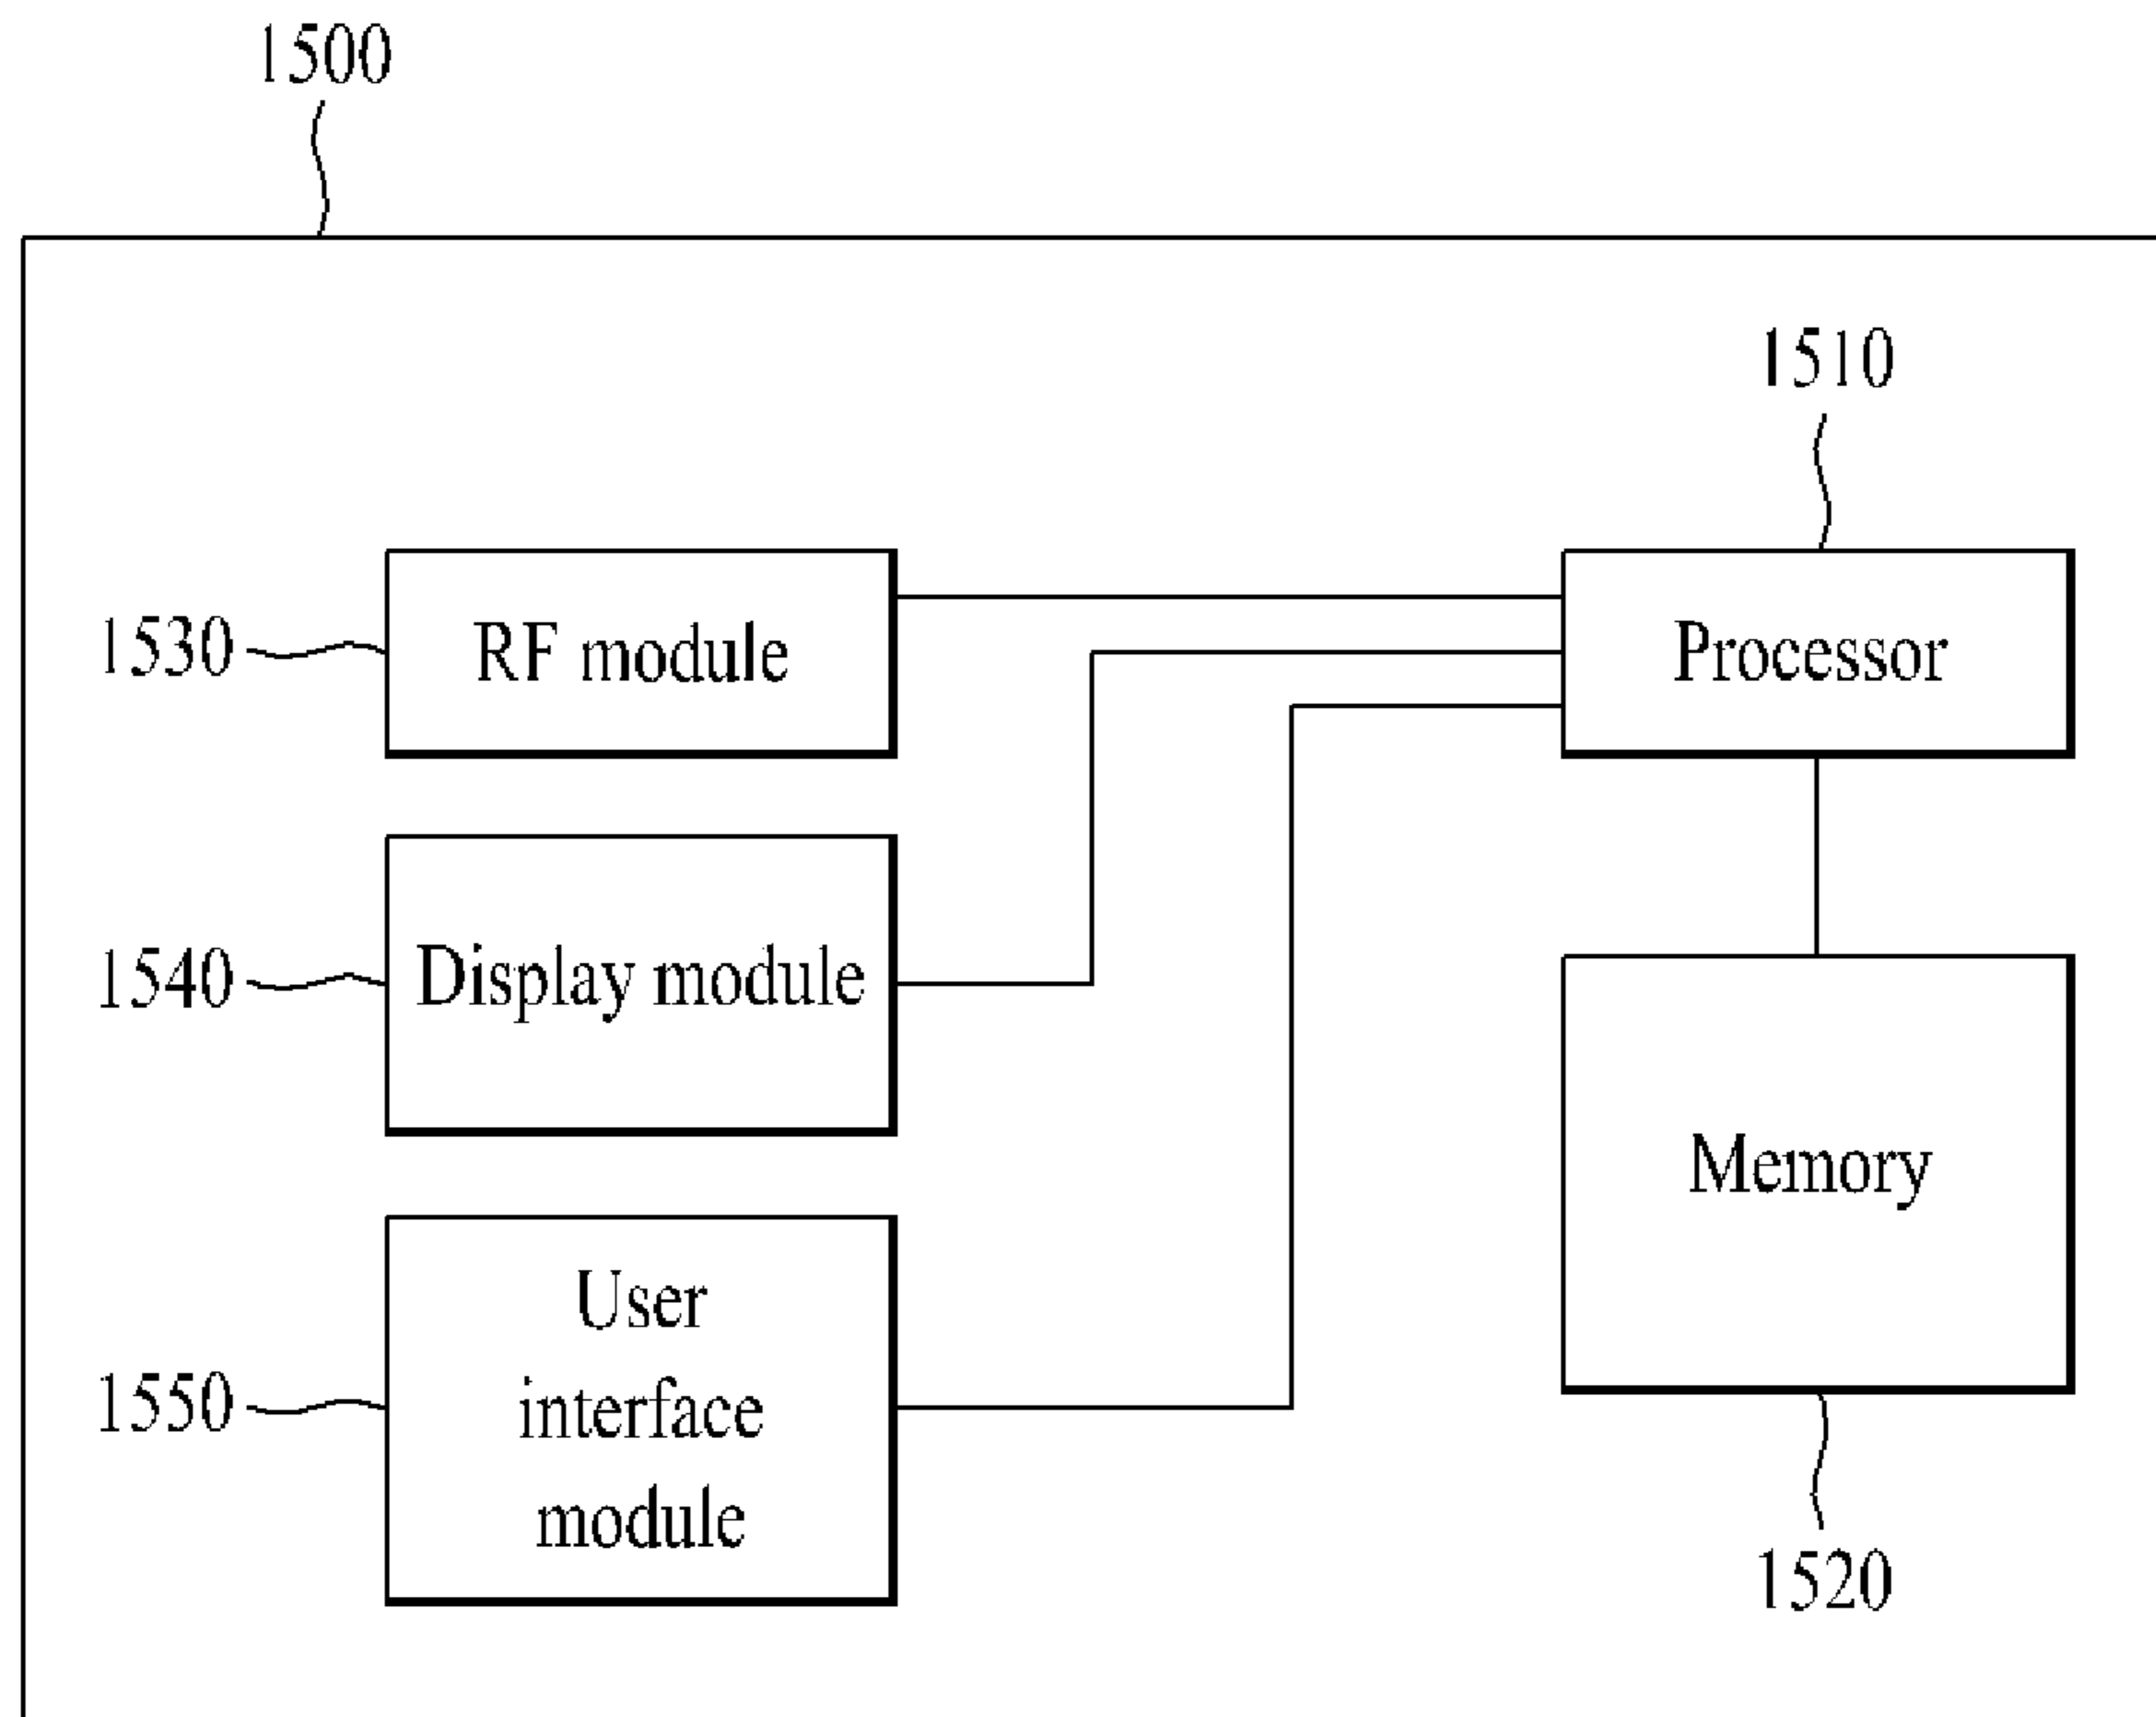 1500
1510
1530
RF module
Processor
1540
Display module
Memory
1550
User
interface
module
1520